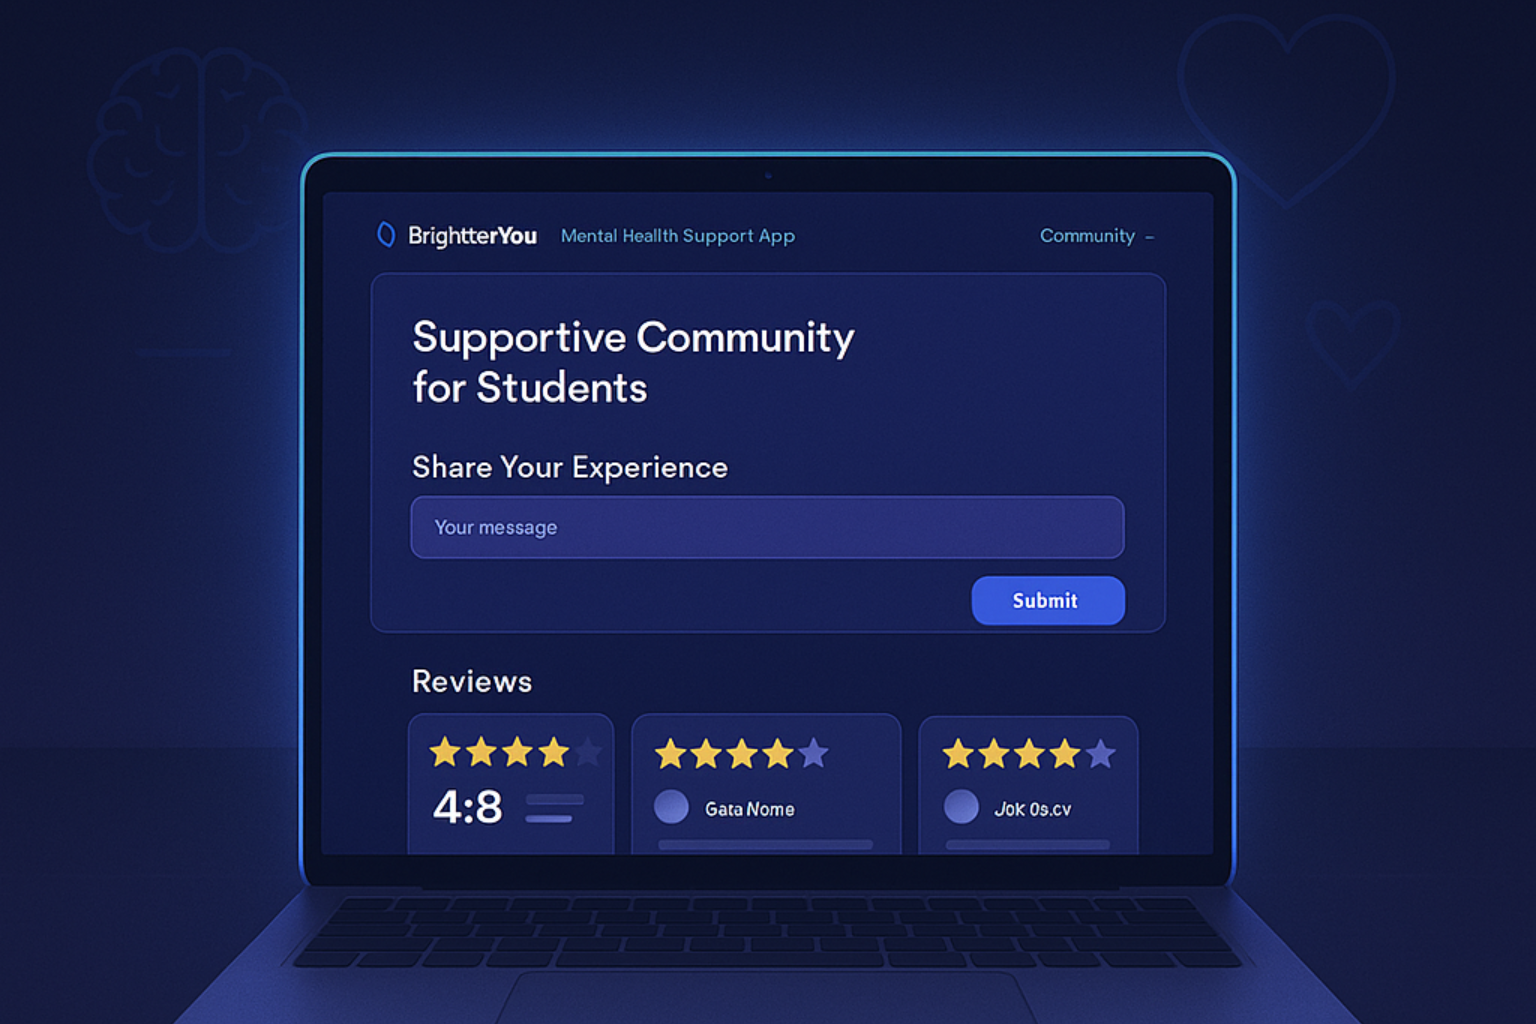 BrightterYou Mental Heallth Support App Community –
Supportive Community
for Students
Share Your Experience
Your message
Submit
Reviews
4:8
Gata Nome
Jok Os.cv